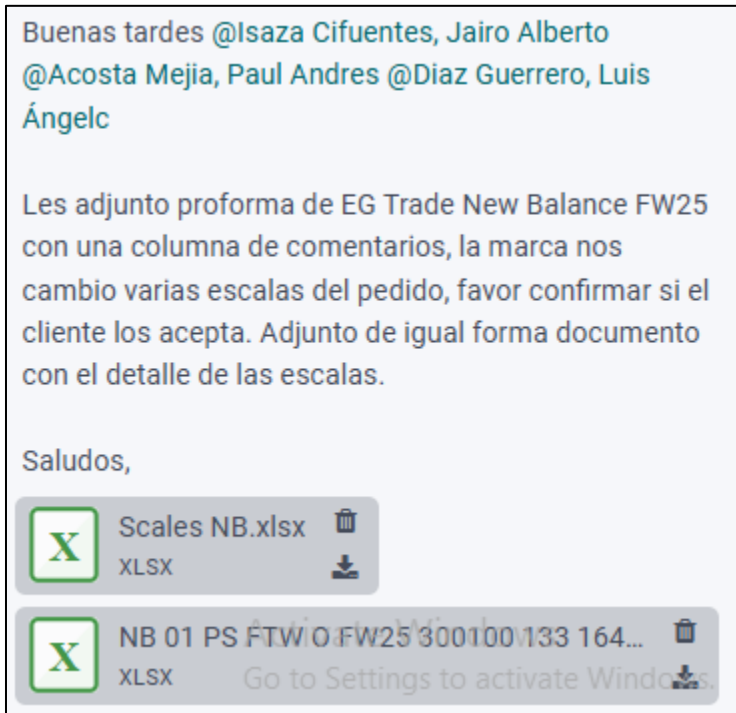 Buenas tardes @Isaza Cifuentes, Jairo Alberto
@Acosta Mejia, Paul Andres @Diaz Guerrero, Luis
Ángelc
Les adjunto proforma de EG Trade New Balance FW25
con una columna de comentarios, la marca nos
cambio varias escalas del pedido, favor confirmar si el
cliente los acepta. Adjunto de igual forma documento
con el detalle de las escalas.
Saludos,
X
Scales NB.xlsx
XLSX
X
NB 01 PS FTW O FW25 300100 133 164...
XLSX
Activate Windows
Go to Settings to activate Windows.